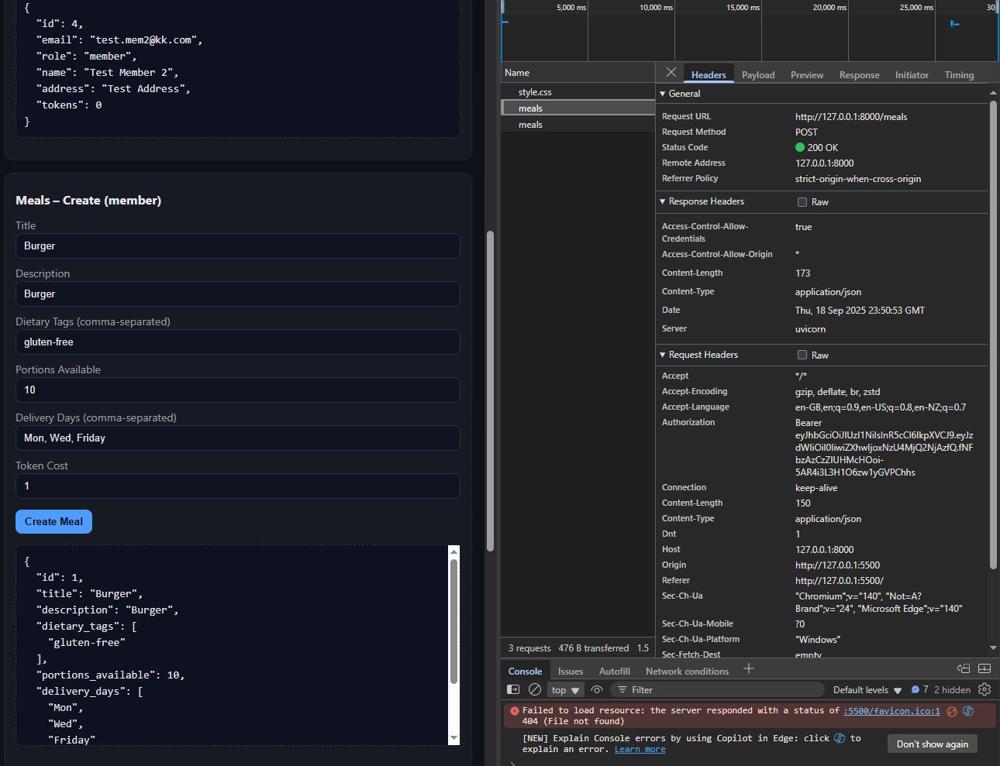 {
"id": 4,
"email": "test.mem2@kk.com",
"role": "member",
"name": "Test Member 2",
"address": "Test Address",
"tokens": 0
}
Meals – Create (member)
Title
Burger
Description
Burger
Dietary Tags (comma-separated)
gluten-free
Portions Available
10
Delivery Days (comma-separated)
Mon, Wed, Friday
Token Cost
1
Create Meal
{
"id": 1,
"title": "Burger",
"description": "Burger",
"dietary_tags": [
"gluten-free"
],
"portions_available": 10,
"delivery_days": [
"Mon",
"Wed",
"Friday"
5,000 ms 10,000 ms 15,000 ms 20,000 ms 25,000 ms 30
Name
style.css
meals
meals
3 requests 476 B transferred 1.5
Headers Payload Preview Response Initiator Timing
General
Request URL http://127.0.0.1:8000/meals
Request Method POST
Status Code 200 OK
Remote Address 127.0.0.1:8000
Referrer Policy strict-origin-when-cross-origin
Response Headers Raw
Access-Control-Allow- true
Credentials
Access-Control-Allow-Origin *
Content-Length 173
Content-Type application/json
Date Thu, 18 Sep 2025 23:50:53 GMT
Server uvicorn
Request Headers Raw
Accept */*
Accept-Encoding gzip, deflate, br, zstd
Accept-Language en-GB,en;q=0.9,en-US;q=0.8,en-NZ;q=0.7
Authorization Bearer
Connection keep-alive
Content-Length 150
Content-Type application/json
Dnt 1
Host 127.0.0.1:8000
Origin http://127.0.0.1:5500
Referer http://127.0.0.1:5500/
Sec-Ch-Ua "Chromium";v="140", "Not=A?
Brand";v="24", "Microsoft Edge";v="140"
Sec-Ch-Ua-Mobile ?0
Sec-Ch-Ua-Platform "Windows"
Sec-Fetch-Dest empty
Console Issues Autofill Network conditions
top Filter Default levels 7 2 hidden
Failed to load resource: the server responded with a status of :5500/favicon.ico:1
404 (File not found)
[NEW] Explain Console errors by using Copilot in Edge: click to
explain an error. Learn more
Don't show again